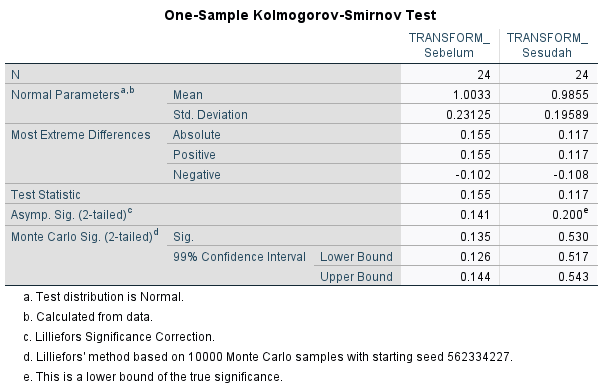 One-Sample Kolmogorov-Smirnov Test
TRANSFORM_ TRANSFORM_
Sebelum Sesudah
N 24 24
Normal Parametersa,b Mean 1.0033 0.9855
Std. Deviation 0.23125 0.19589
Most Extreme Differences Absolute 0.155 0.117
Positive 0.155 0.117
Negative -0.102 -0.108
Test Statistic 0.155 0.117
Asymp. Sig. (2-tailed)c 0.141 0.200e
Monte Carlo Sig. (2-tailed)d Sig. 0.135 0.530
99% Confidence Interval Lower Bound 0.126 0.517
Upper Bound 0.144 0.543
a. Test distribution is Normal.
b. Calculated from data.
c. Lilliefors Significance Correction.
d. Lilliefors' method based on 10000 Monte Carlo samples with starting seed 562334227.
e. This is a lower bound of the true significance.